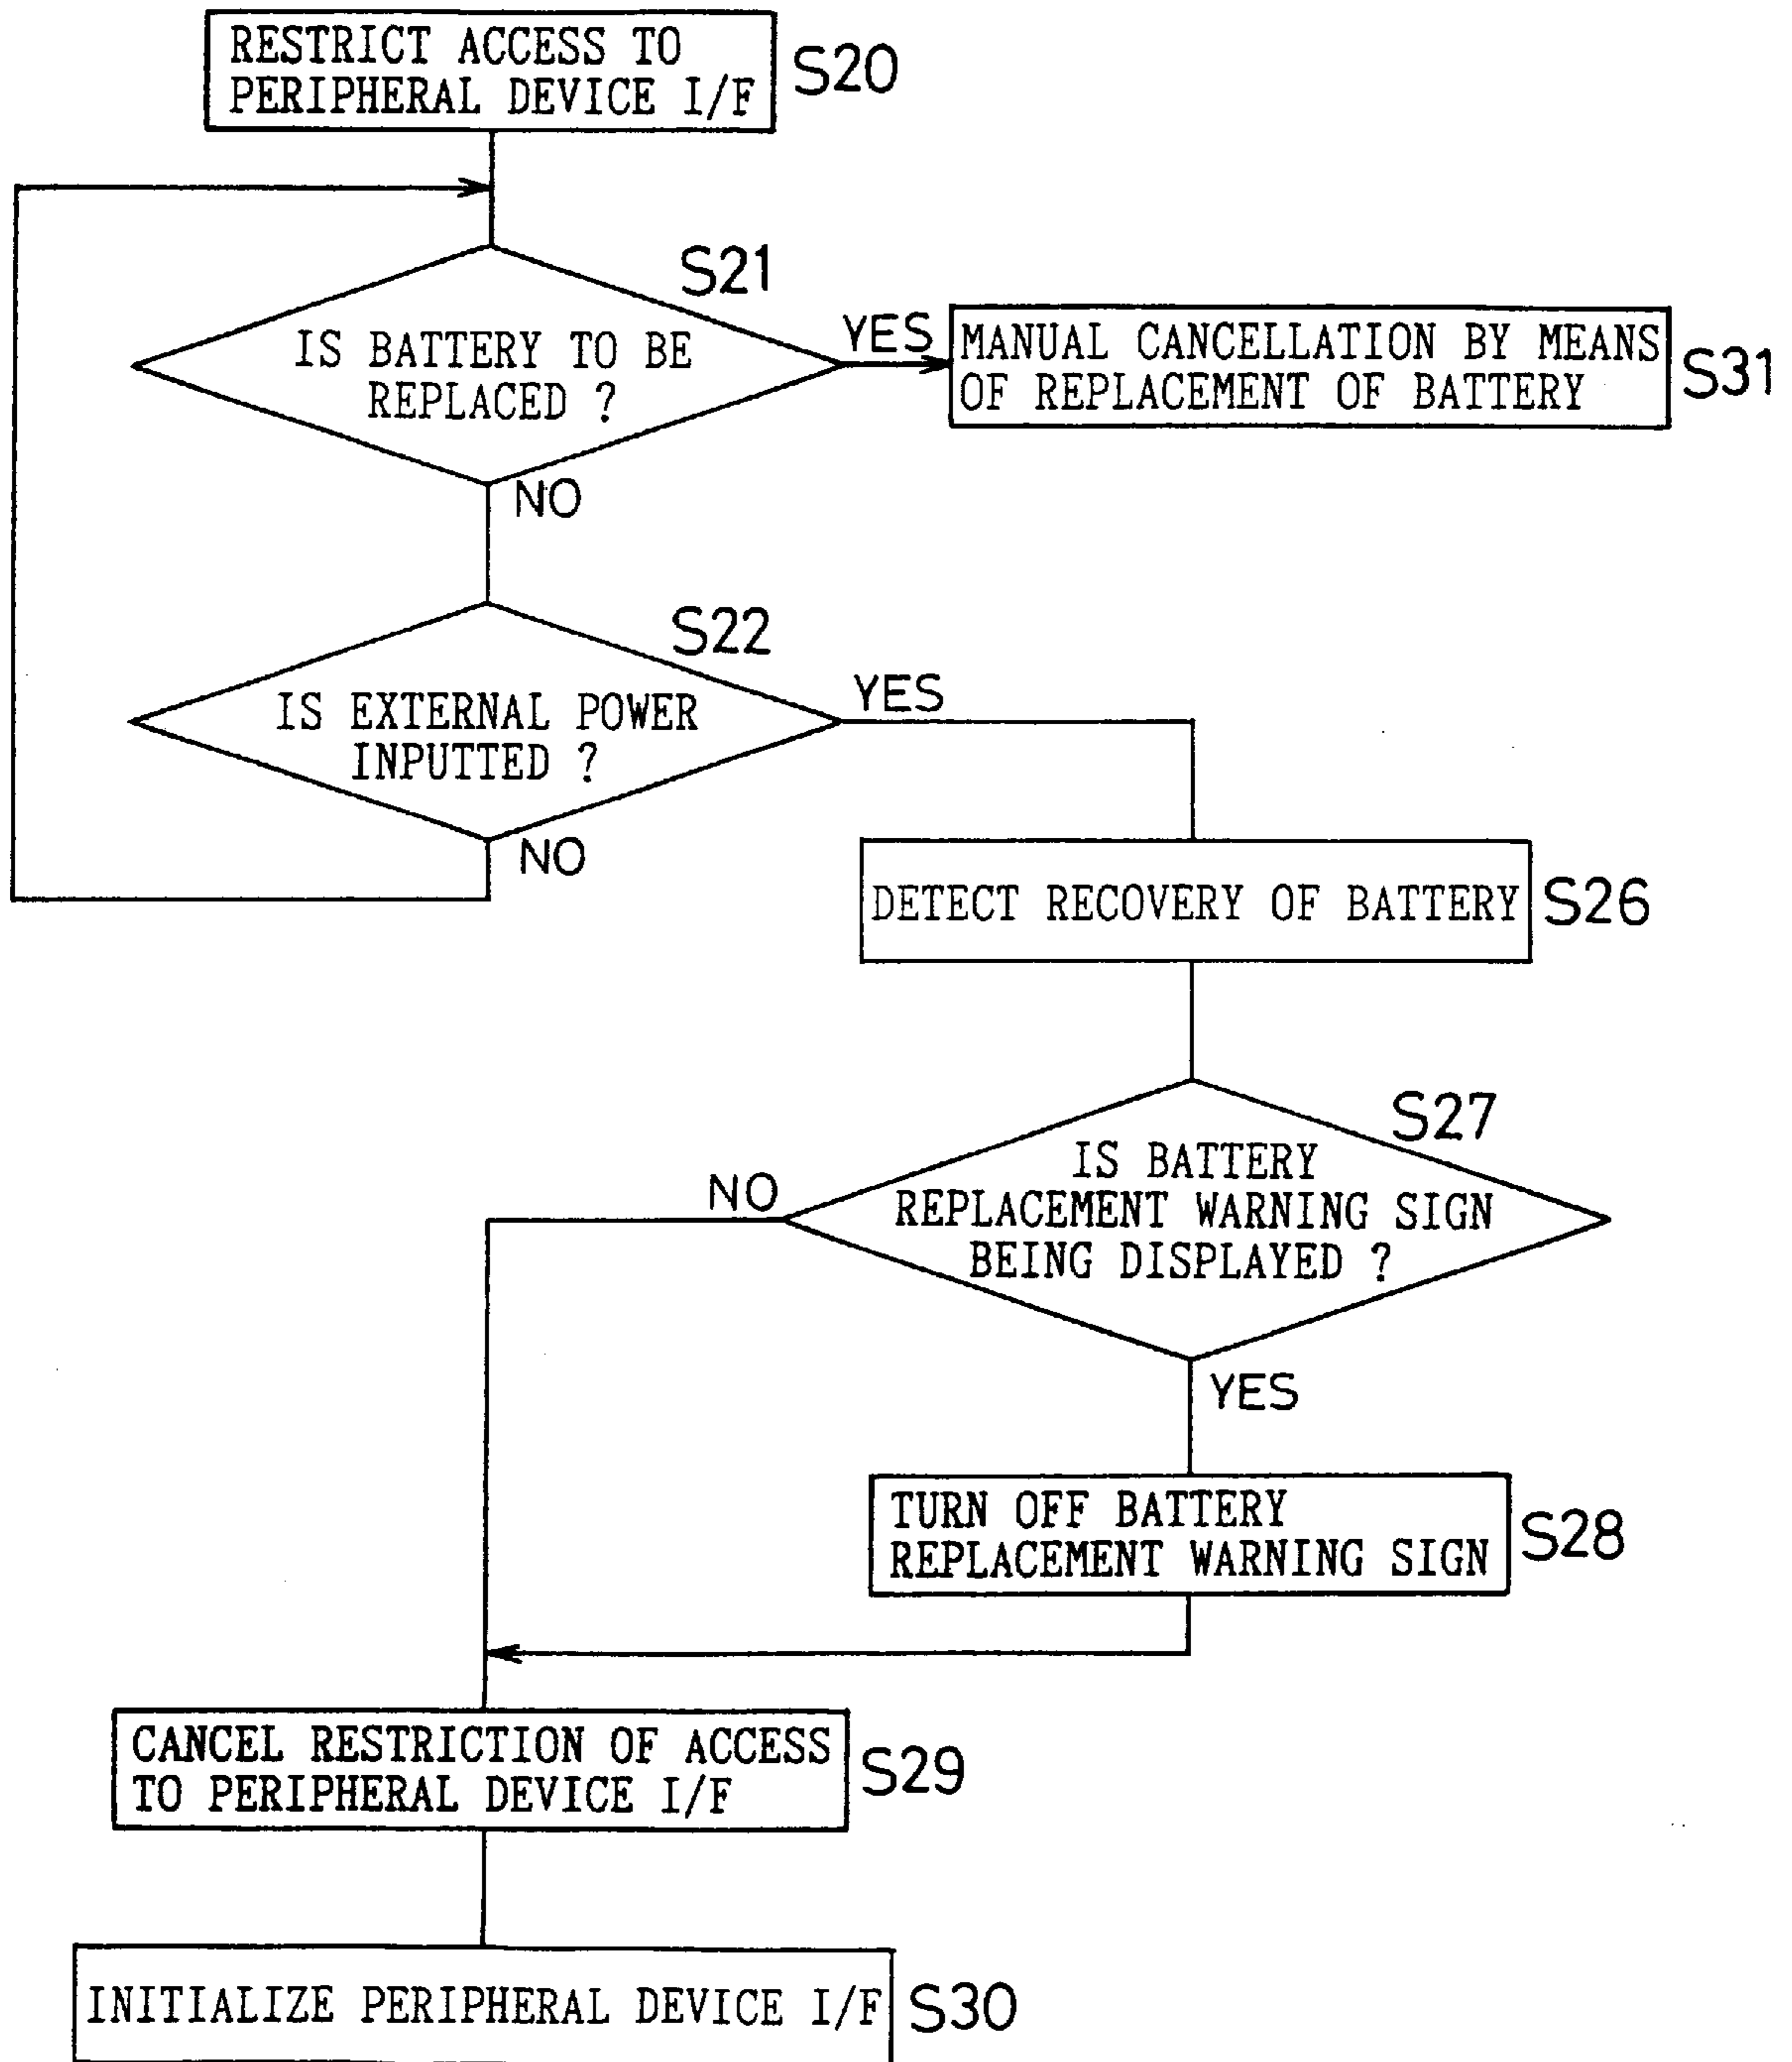 RESTRICT ACCESS TO
PERIPHERAL DEVICE I/F
S20
S21
IS BATTERY TO BE
REPLACED ?
YES
MANUAL CANCELLATION BY MEANS
OF REPLACEMENT OF BATTERY
S31
NO
S22
IS EXTERNAL POWER
INPUTTED ?
YES
NO
DETECT RECOVERY OF BATTERY
S26
S27
IS BATTERY
REPLACEMENT WARNING SIGN
BEING DISPLAYED ?
NO
YES
TURN OFF BATTERY
REPLACEMENT WARNING SIGN
S28
CANCEL RESTRICTION OF ACCESS
TO PERIPHERAL DEVICE I/F
S29
INITIALIZE PERIPHERAL DEVICE I/F
S30